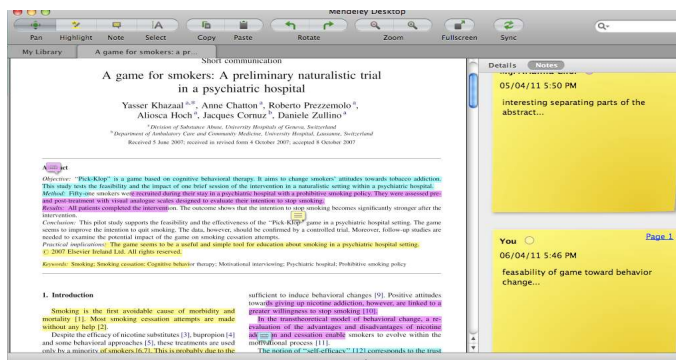 Mendeley Desktop
Pan Highlight Note Select Copy Paste Rotate Zoom Fullscreen Sync
My Library A game for smokers: a pr...
Short communication
A game for smokers: A preliminary naturalistic trial
in a psychiatric hospital
Yasser Khazaal a,*, Anne Chatton a, Roberto Prezzemolo a,
Aliosca Hoch a, Jacques Cornuz b, Daniele Zullino a
a Division of Substance Abuse, University Hospitals of Geneva, Switzerland
b Department of Ambulatory Care and Community Medicine, University Hospital, Lausanne, Switzerland
Received 5 June 2007; received in revised form 4 October 2007; accepted 8 October 2007
Objective: "Pick-Klop" is a game based on cognitive behavioral therapy. It aims to change smokers' attitudes towards tobacco addiction.
This study tests the feasibility and the impact of one brief session of the intervention in a naturalistic setting within a psychiatric hospital.
Method: Fifty-one smokers were recruited during their stay in a psychiatric hospital with a prohibitive smoking policy. They were assessed pre-
and post-treatment with visual analogue scales designed to evaluate their intention to stop smoking.
Results: All patients completed the intervention. The outcome shows that the intention to stop smoking becomes significantly stronger after the
intervention.
Conclusion: This pilot study supports the feasibility and the effectiveness of the "Pick-Klop" game in a psychiatric hospital setting. The game
seems to improve the intention to quit smoking. The data, however, should be confirmed by a controlled trial. Moreover, follow-up studies are
needed to examine the potential impact of the game on smoking cessation attempts.
Practical implications: The game seems to be a useful and simple tool for education about smoking in a psychiatric hospital setting.
© 2007 Elsevier Ireland Ltd. All rights reserved.
Keywords: Smoking; Smoking cessation; Cognitive behavior therapy; Motivational interviewing; Psychiatric hospital; Prohibitive smoking policy
1. Introduction
Smoking is the first avoidable cause of morbidity and
mortality [1]. Most smoking cessation attempts are made
without any help [2].
Despite the efficacy of nicotine substitutes [3], bupropion [4]
and some behavioral approaches [5], these treatments are used
only by a minority of smokers [6,7]. This is probably due to the
sufficient to induce behavioral changes [9]. Positive attitudes
towards giving up nicotine addiction, however, are linked to a
greater willingness to stop smoking [10].
In the transtheoretical model of behavioral change, a re-
evaluation of the advantages and disadvantages of nicotine
and cessation enable smokers to evolve within the
motivational process [11].
The notion of "self-efficacy" [12] corresponds to the trust
Details Notes
05/04/11 5:50 PM
interesting separating parts of the
abstract...
You Page 1
06/04/11 5:46 PM
feasability of game toward behavior
change...